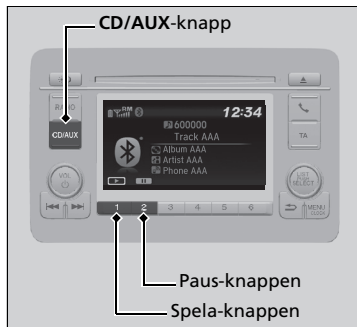 CD/AUX-knapp
RADIO
CD/AUX
12:34
600000
Track AAA
Album AAA
Artist AAA
Phone AAA
TA
VOL
LIST
SELECT
MENU
CLOCK
1 2 3 4 5 6
Paus-knappen
Spela-knappen